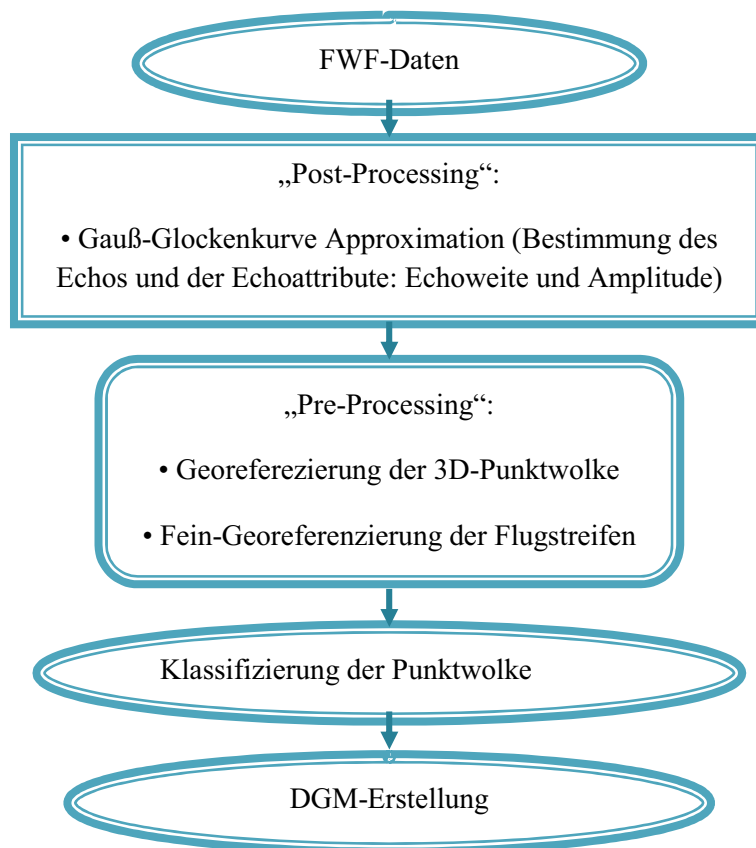 FWF-Daten
„Post-Processing“:
• Gauß-Glockenkurve Approximation (Bestimmung des
Echos und der Echoattribute: Echoweite und Amplitude)
„Pre-Processing“:
• Georeferezierung der 3D-Punktwolke
• Fein-Georeferenzierung der Flugstreifen
Klassifizierung der Punktwolke
DGM-Erstellung